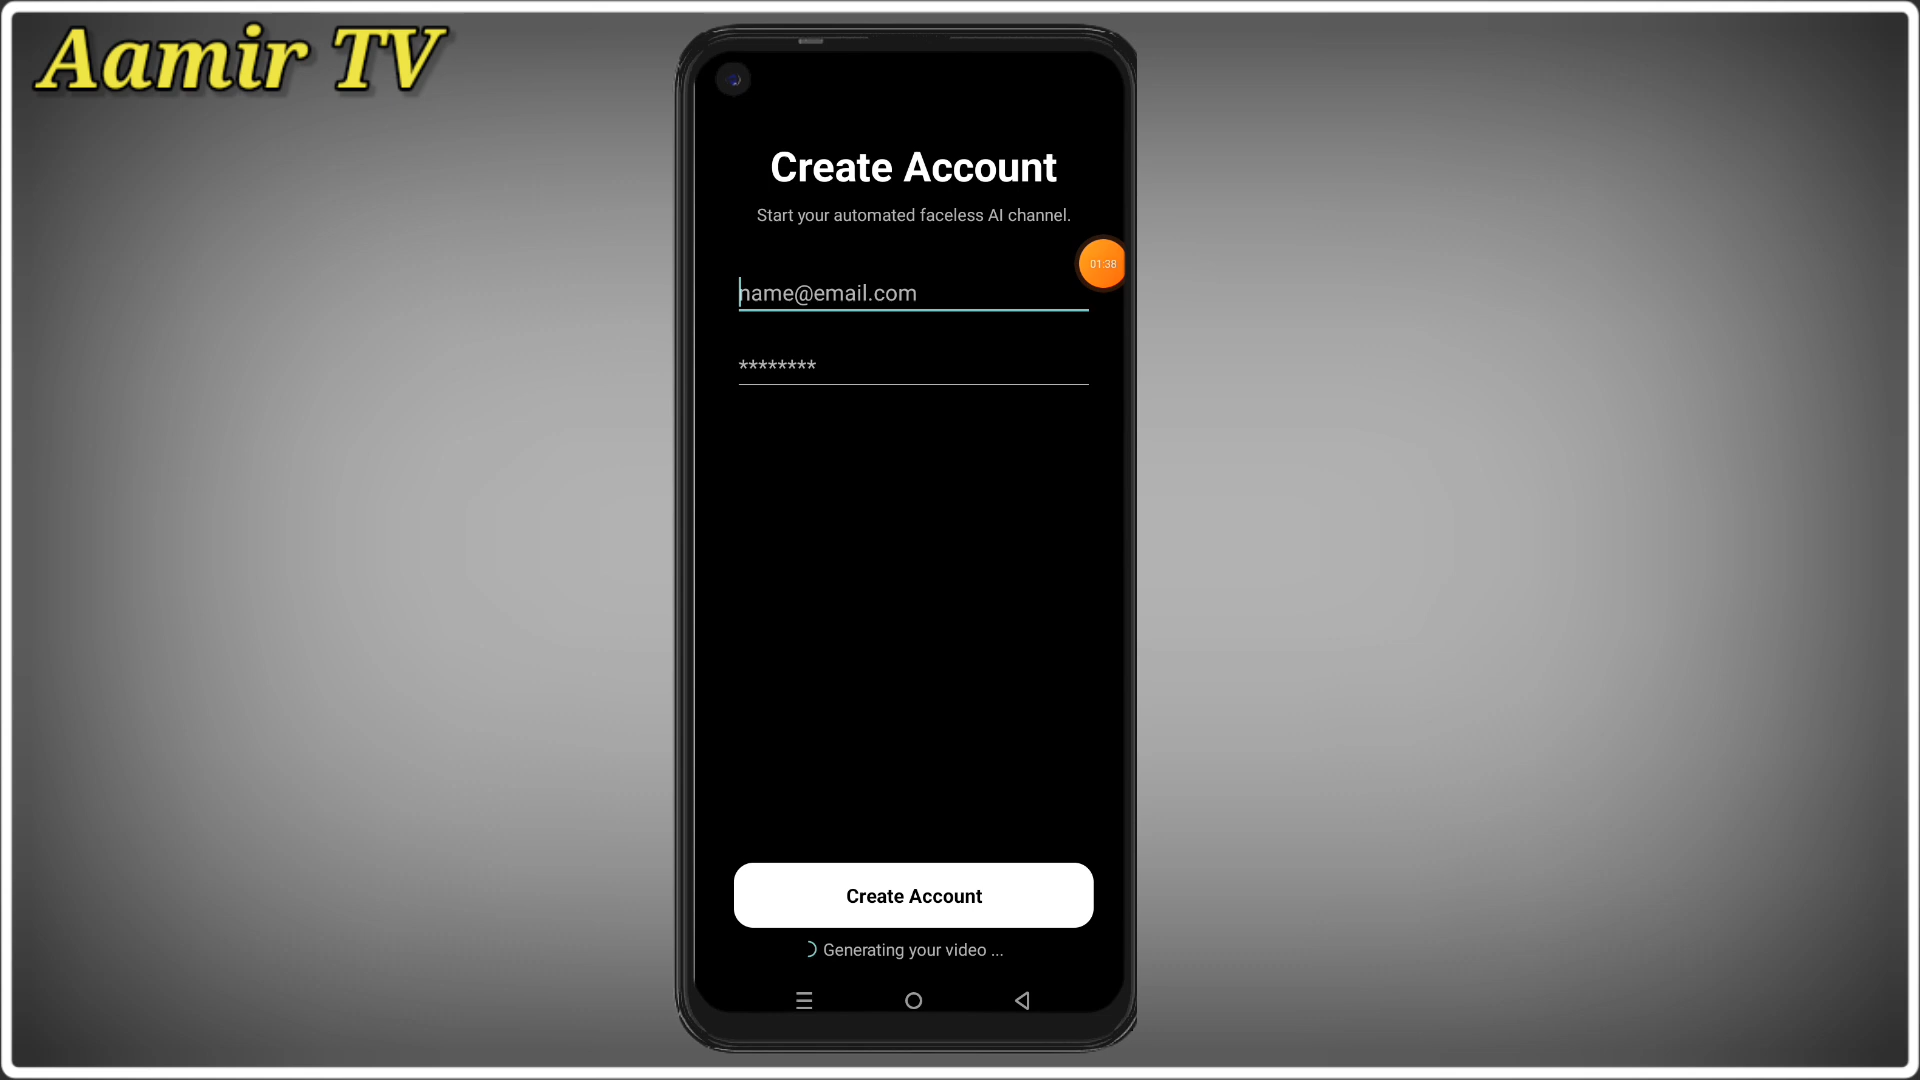 Aamir TV
Create Account
Start your automated faceless AI channel.
01:38
name@email.com
********
Create Account
Generating your video ...